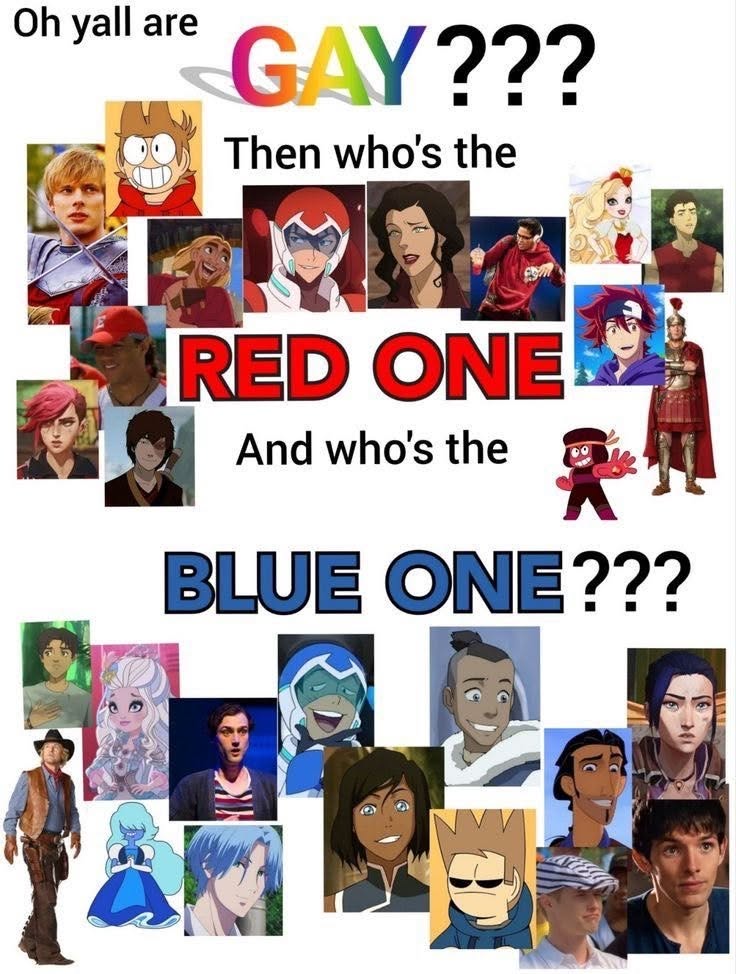 Oh yall are
GAY???
Then who's the
RED ONE
And who's the
BLUE ONE???